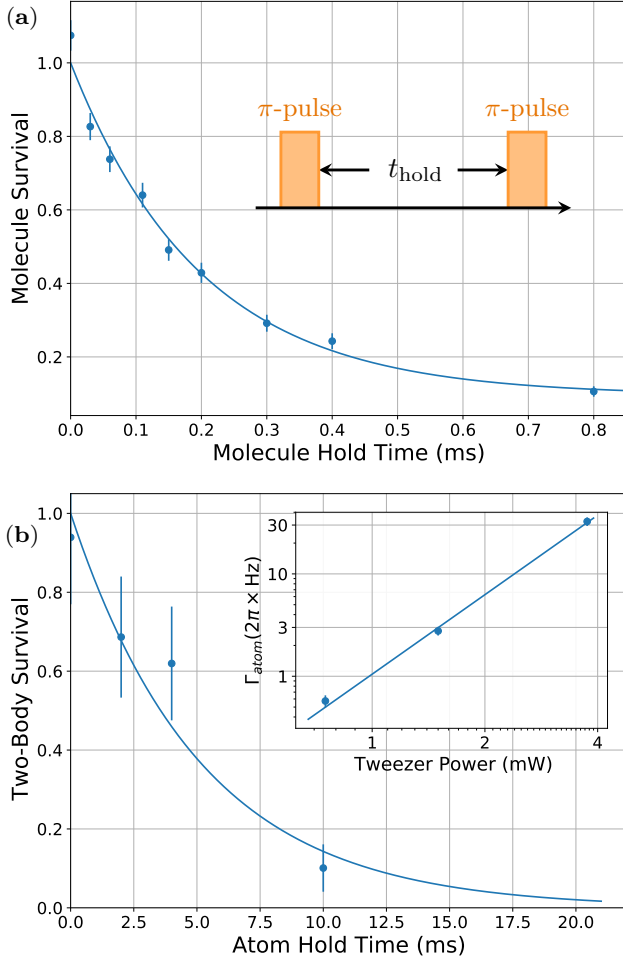 (a)
Molecule Survival
1.0
0.8
0.6
0.4
0.2
π-pulse π-pulse
t_hold
0.0 0.1 0.2 0.3 0.4 0.5 0.6 0.7 0.8
Molecule Hold Time (ms)
(b)
Two-Body Survival
1.0
0.8
0.6
0.4
0.2
0.0
Γ_atom(2π × Hz)
30
10
3
1
1 2 4
Tweezer Power (mW)
0.0 2.5 5.0 7.5 10.0 12.5 15.0 17.5 20.0
Atom Hold Time (ms)